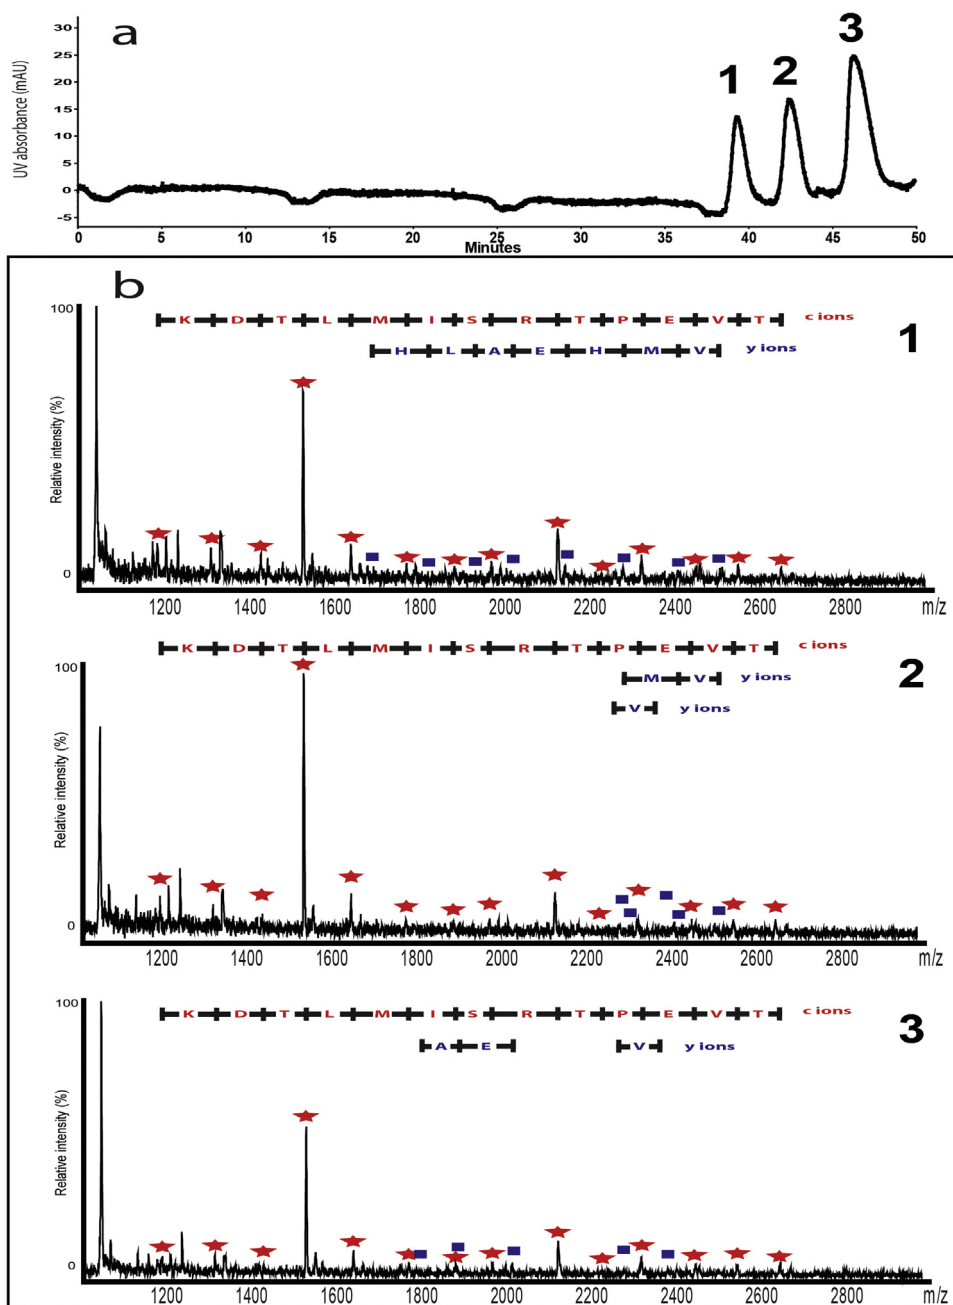 a
1
2
3
UV absorbance (mAU)
30
25
20
15
10
5
0
-5
0 5 10 15 20 25 30 35 40 45 50
Minutes
b
1
K D T L M I S R T P E V T c ions
H L A E H M V y ions
Relative intensity (%)
100
0
1200 1400 1600 1800 2000 2200 2400 2600 2800 m/z
2
K D T L M I S R T P E V T c ions
M V y ions
V y ions
Relative intensity (%)
100
0
1200 1400 1600 1800 2000 2200 2400 2600 2800 m/z
3
K D T L M I S R T P E V T c ions
A E V y ions
Relative intensity (%)
100
0
1200 1400 1600 1800 2000 2200 2400 2600 2800 m/z